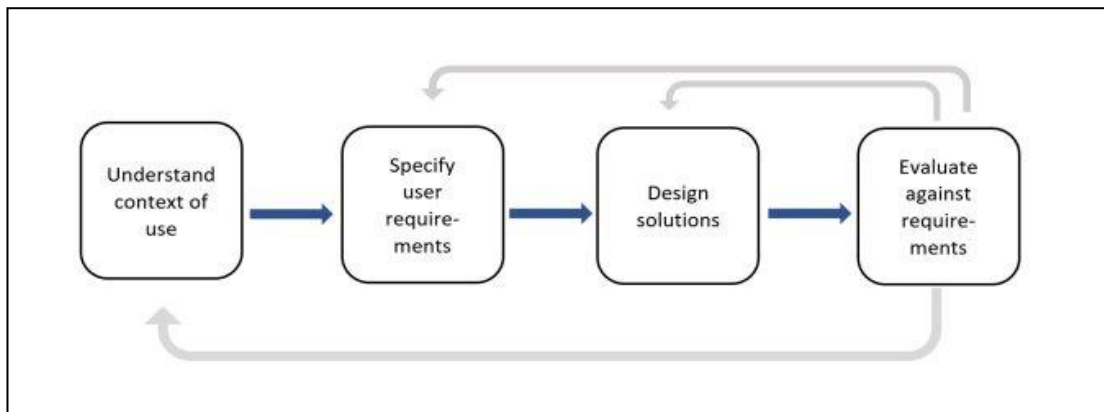 Understand
context of
use
Specify
user
require-
ments
Design
solutions
Evaluate
against
require-
ments